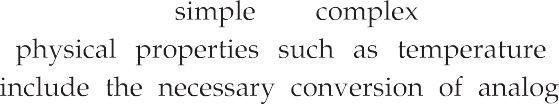 simple complex
physical properties such as temperature
include the necessary conversion of analog